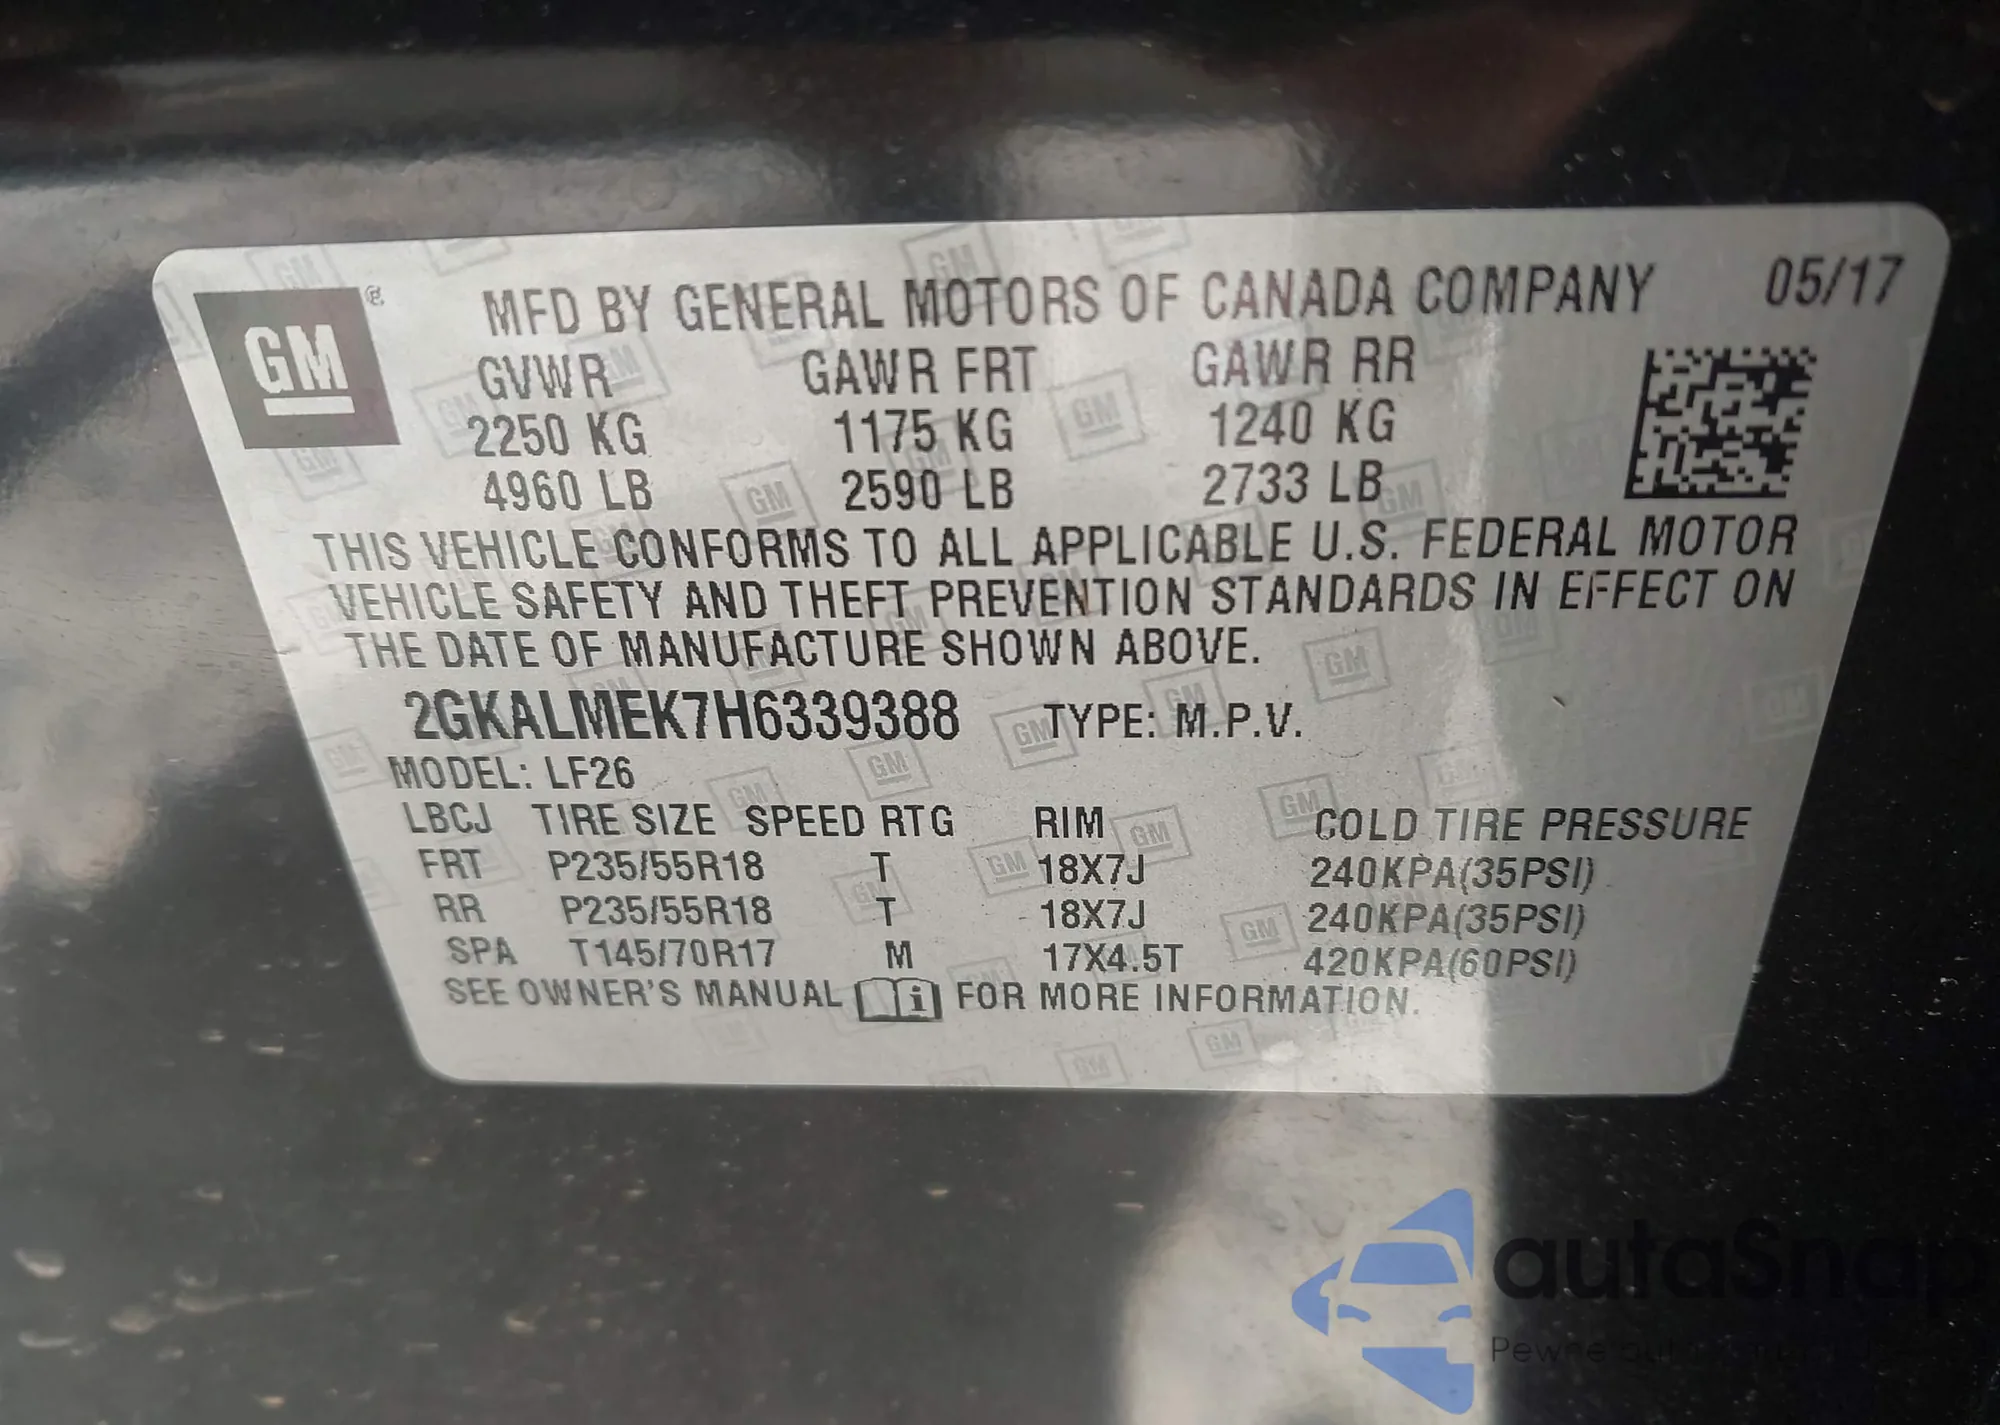 GM
MFD BY GENERAL MOTORS OF CANADA COMPANY 05/17
GVWR GAWR FRT GAWR RR
2250 KG 1175 KG 1240 KG
4960 LB 2590 LB 2733 LB
THIS VEHICLE CONFORMS TO ALL APPLICABLE U.S. FEDERAL MOTOR
VEHICLE SAFETY AND THEFT PREVENTION STANDARDS IN EFFECT ON
THE DATE OF MANUFACTURE SHOWN ABOVE.
2GKALMEK7H6339388 TYPE: M.P.V.
MODEL: LF26
LBCJ TIRE SIZE SPEED RTG RIM COLD TIRE PRESSURE
FRT P235/55R18 T 18X7J 240KPA(35PSI)
RR P235/55R18 T 18X7J 240KPA(35PSI)
SPA T145/70R17 M 17X4.5T 420KPA(60PSI)
SEE OWNER'S MANUAL i FOR MORE INFORMATION.
autaSnap
Pewne